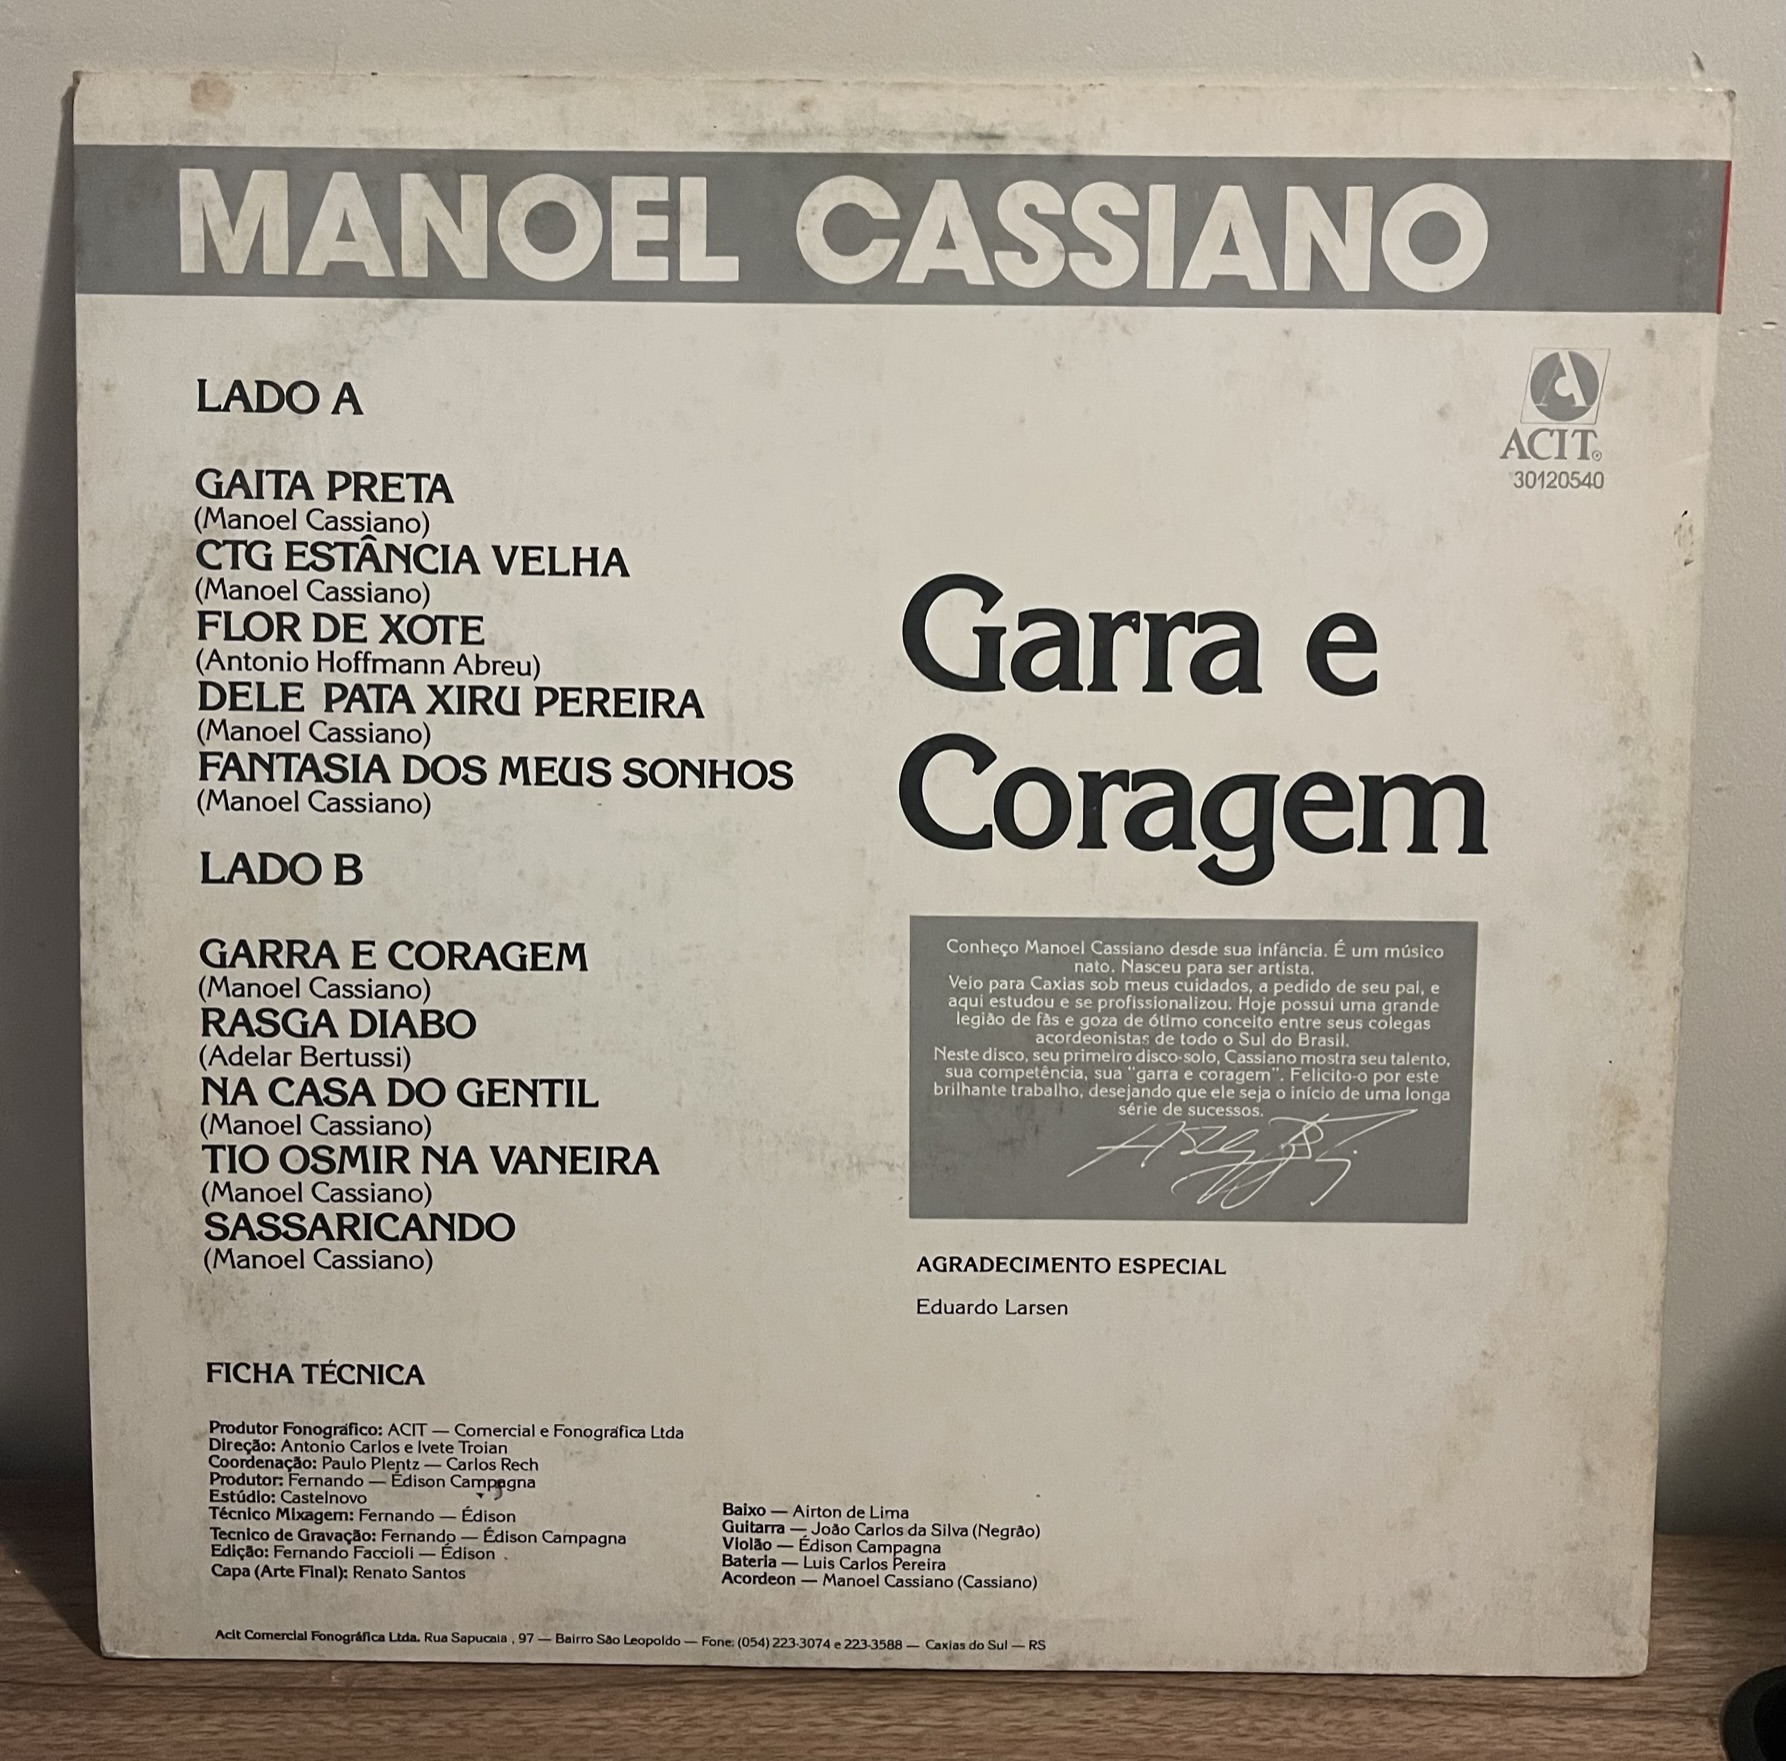 MANOEL CASSIANO
LADO A
GAITA PRETA
(Manoel Cassiano)
CTG ESTÂNCIA VELHA
(Manoel Cassiano)
FLOR DE XOTE
(Antonio Hoffmann Abreu)
DELE PATA XIRU PEREIRA
(Manoel Cassiano)
FANTASIA DOS MEUS SONHOS
(Manoel Cassiano)
LADO B
GARRA E CORAGEM
(Manoel Cassiano)
RASGA DIABO
(Adelar Bertussi)
NA CASA DO GENTIL
(Manoel Cassiano)
TIO OSMIR NA VANEIRA
(Manoel Cassiano)
SASSARICANDO
(Manoel Cassiano)
ACIT®
30120540
Garra e
Coragem
Conheço Manoel Cassiano desde sua infância. É um músico
nato. Nasceu para ser artista.
Veio para Caxias sob meus cuidados, a pedido de seu pai, e
aqui estudou e se profissionalizou. Hoje possui uma grande
legião de fãs e goza de ótimo conceito entre seus colegas
acordeonistas de todo o Sul do Brasil.
Neste disco, seu primeiro disco-solo, Cassiano mostra seu talento,
sua competência, sua "garra e coragem". Felicito-o por este
brilhante trabalho, desejando que ele seja o início de uma longa
série de sucessos.
AGRADECIMENTO ESPECIAL
Eduardo Larsen
FICHA TÉCNICA
Produtor Fonográfico: ACIT — Comercial e Fonográfica Ltda
Direção: Antonio Carlos e Ivete Troian
Coordenação: Paulo Plentz — Carlos Rech
Produtor: Fernando — Édison Campagna
Estúdio: Castelnovo
Técnico Mixagem: Fernando — Édison
Tecnico de Gravação: Fernando — Édison Campagna
Edição: Fernando Faccioli — Édison
Capa (Arte Final): Renato Santos
Baixo — Airton de Lima
Guitarra — João Carlos da Silva (Negrão)
Violão — Édison Campagna
Bateria — Luis Carlos Pereira
Acordeon — Manoel Cassiano (Cassiano)
Acit Comercial Fonográfica Ltda. Rua Sapucaia , 97 — Bairro São Leopoldo — Fone: (054) 223-3074 e 223-3588 — Caxias do Sul — RS